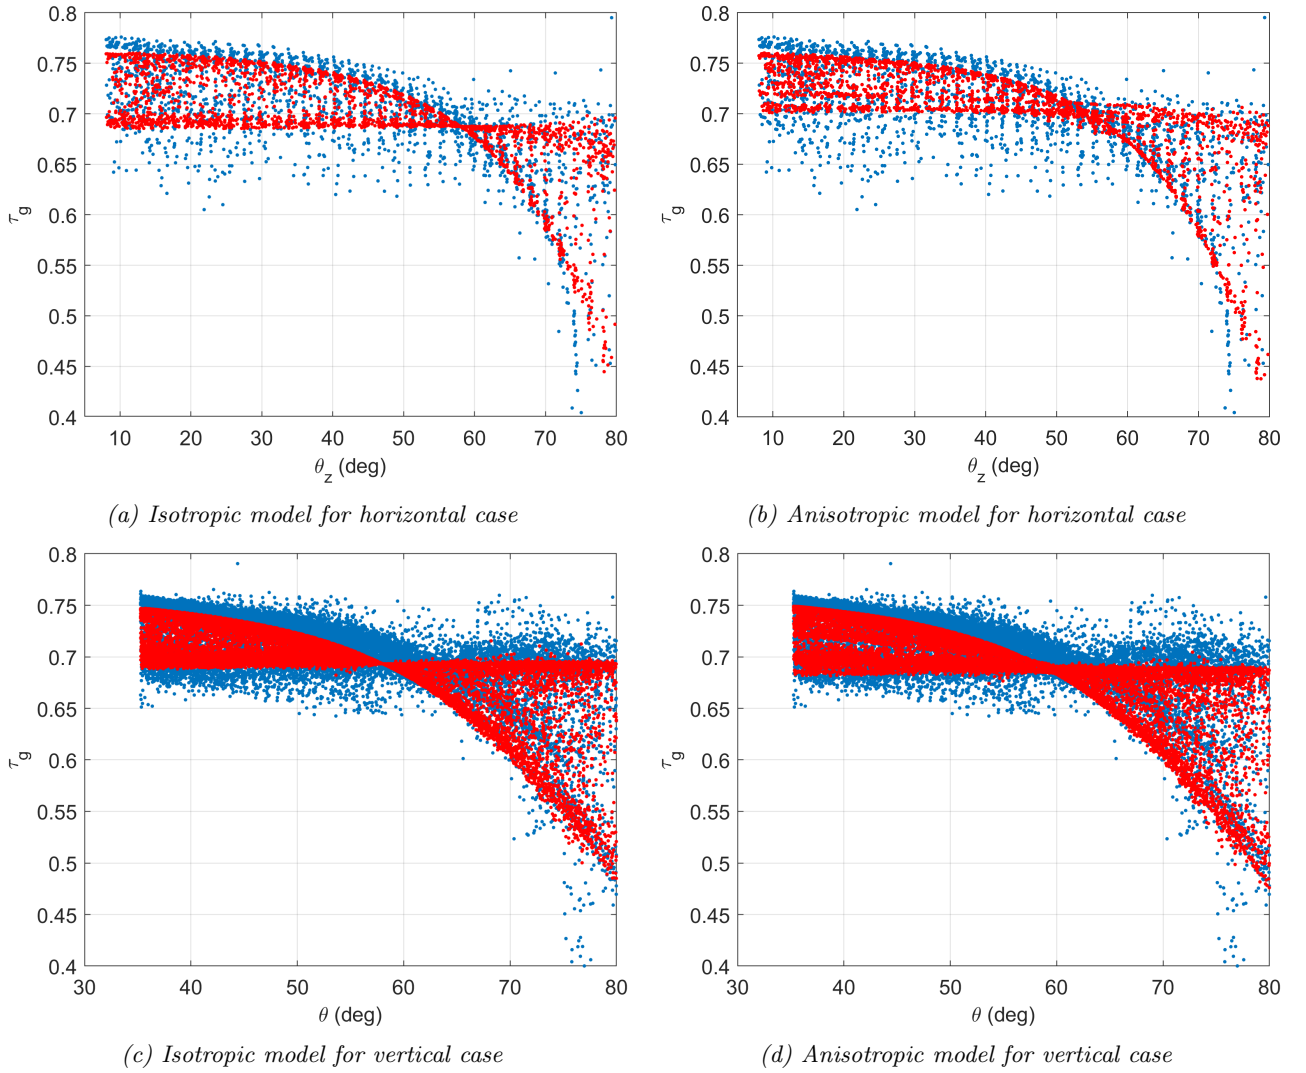 0.8
0.75
0.7
0.65
0.6
0.55
0.5
0.45
0.4
τg
10 20 30 40 50 60 70 80
θz (deg)
(a) Isotropic model for horizontal case
0.8
0.75
0.7
0.65
0.6
0.55
0.5
0.45
0.4
τg
10 20 30 40 50 60 70 80
θz (deg)
(b) Anisotropic model for horizontal case
0.8
0.75
0.7
0.65
0.6
0.55
0.5
0.45
0.4
τg
30 40 50 60 70 80
θ (deg)
(c) Isotropic model for vertical case
0.8
0.75
0.7
0.65
0.6
0.55
0.5
0.45
0.4
τg
30 40 50 60 70 80
θ (deg)
(d) Anisotropic model for vertical case